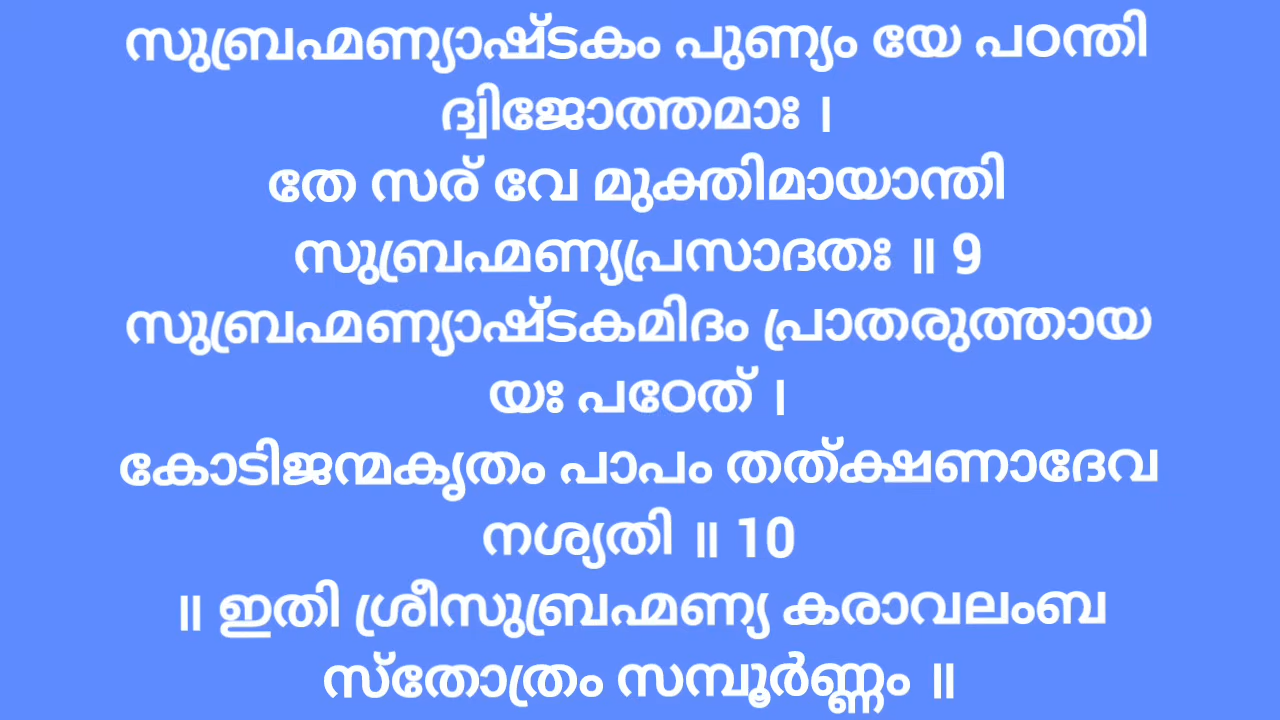 സുബ്രഹ്മണ്യാഷ്ടകം പുണ്യം യേ പഠന്തി
ദ്വിജോത്തമാഃ ।
തേ സര് വേ മുക്തിമായാന്തി
സുബ്രഹ്മണ്യപ്രസാദതഃ ॥ 9
സുബ്രഹ്മണ്യാഷ്ടകമിദം പ്രാതരുത്ഥായ
യഃ പഠേത് ।
കോടിജന്മകൃതം പാപം തത്ക്ഷണാദേവ
നശ്യതി ॥ 10
॥ ഇതി ശ്രീസുബ്രഹ്മണ്യ കരാവലംബ
സ്തോത്രം സമ്പൂർണ്ണം ॥